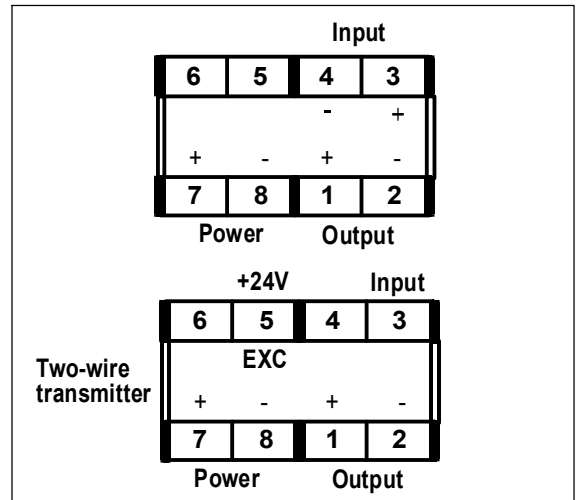 Input
6 5 4 3
- +
+ - + -
7 8 1 2
Power Output
+24V Input
6 5 4 3
EXC
Two-wire
transmitter
+ - + -
7 8 1 2
Power Output